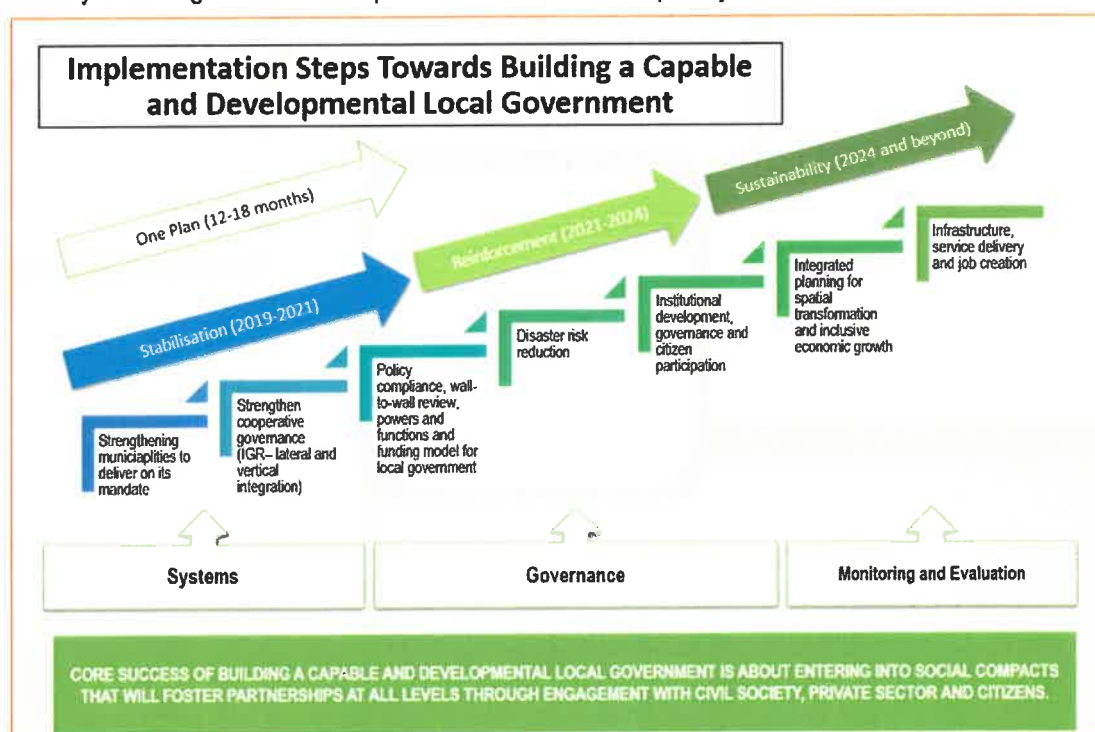 Implementation Steps Towards Building a Capable
and Developmental Local Government
One Plan (12-18 months)
Stabilisation (2019-2021)
Reinforcement (2021-2024)
Sustainability (2024 and beyond)
Strengthening
municiaplities to
deliver on its
mandate
Strengthen
cooperative
governance
(IGR– lateral and
vertical
integration)
Policy
compliance, wall-
to-wall review,
powers and
functions and
funding model for
local government
Disaster risk
reduction
Institutional
development,
governance and
citizen
participation
Integrated
planning for
spatial
transformation
and inclusive
economic growth
Infrastructure,
service delivery
and job creation
Systems
Governance
Monitoring and Evaluation
CORE SUCCESS OF BUILDING A CAPABLE AND DEVELOPMENTAL LOCAL GOVERNMENT IS ABOUT ENTERING INTO SOCIAL COMPACTS
THAT WILL FOSTER PARTNERSHIPS AT ALL LEVELS THROUGH ENGAGEMENT WITH CIVIL SOCIETY, PRIVATE SECTOR AND CITIZENS.